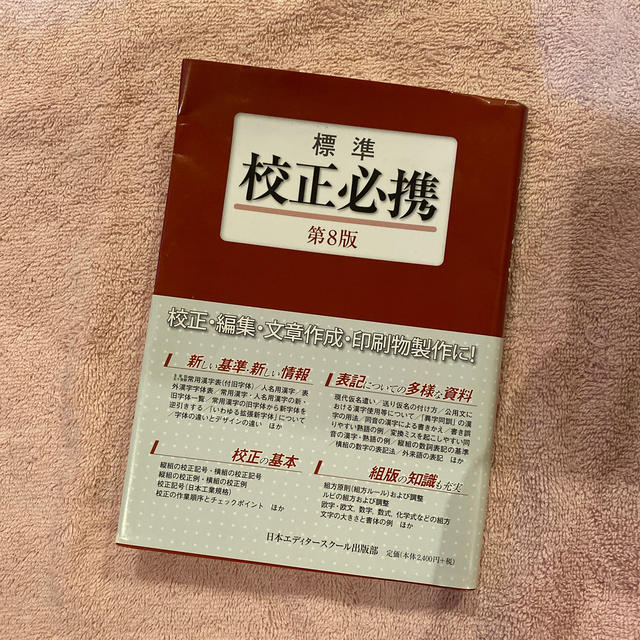 標準
校正必携
第8版
校正・編集・文章作成・印刷物製作に!
新しい基準・新しい情報
常用漢字表(付旧字体)／人名用漢字／表
外漢字字体表／常用漢字・人名用漢字の新・
旧字体一覧／常用漢字の旧字体から新字体を
逆引きする／「いわゆる拡張新字体」について
／字体の違いとデザインの違い ほか
表記についての多様な資料
現代仮名遣い／送り仮名の付け方／公用文に
おける漢字使用等について／「異字同訓」の漢
字の用法／同音の漢字による書きかえ／書き誤
りやすい熟語の例／変換ミスを起こしやすい同
音の漢字・熟語の例／縦組の数詞表記の基準
・横組の数字の表記法／外来語の表記 ほか
校正の基本
縦組の校正記号・横組の校正記号
縦組の校正例・横組の校正例
校正記号(日本工業規格)
校正の作業順序とチェックポイント ほか
組版の知識も充実
組方原則(組方ルール)および調整
ルビの組方および調整
欧字・欧文、数字、数式、化学式などの組方
文字の大きさと書体の例 ほか
日本エディタースクール出版部
定価(本体2,400円+税)